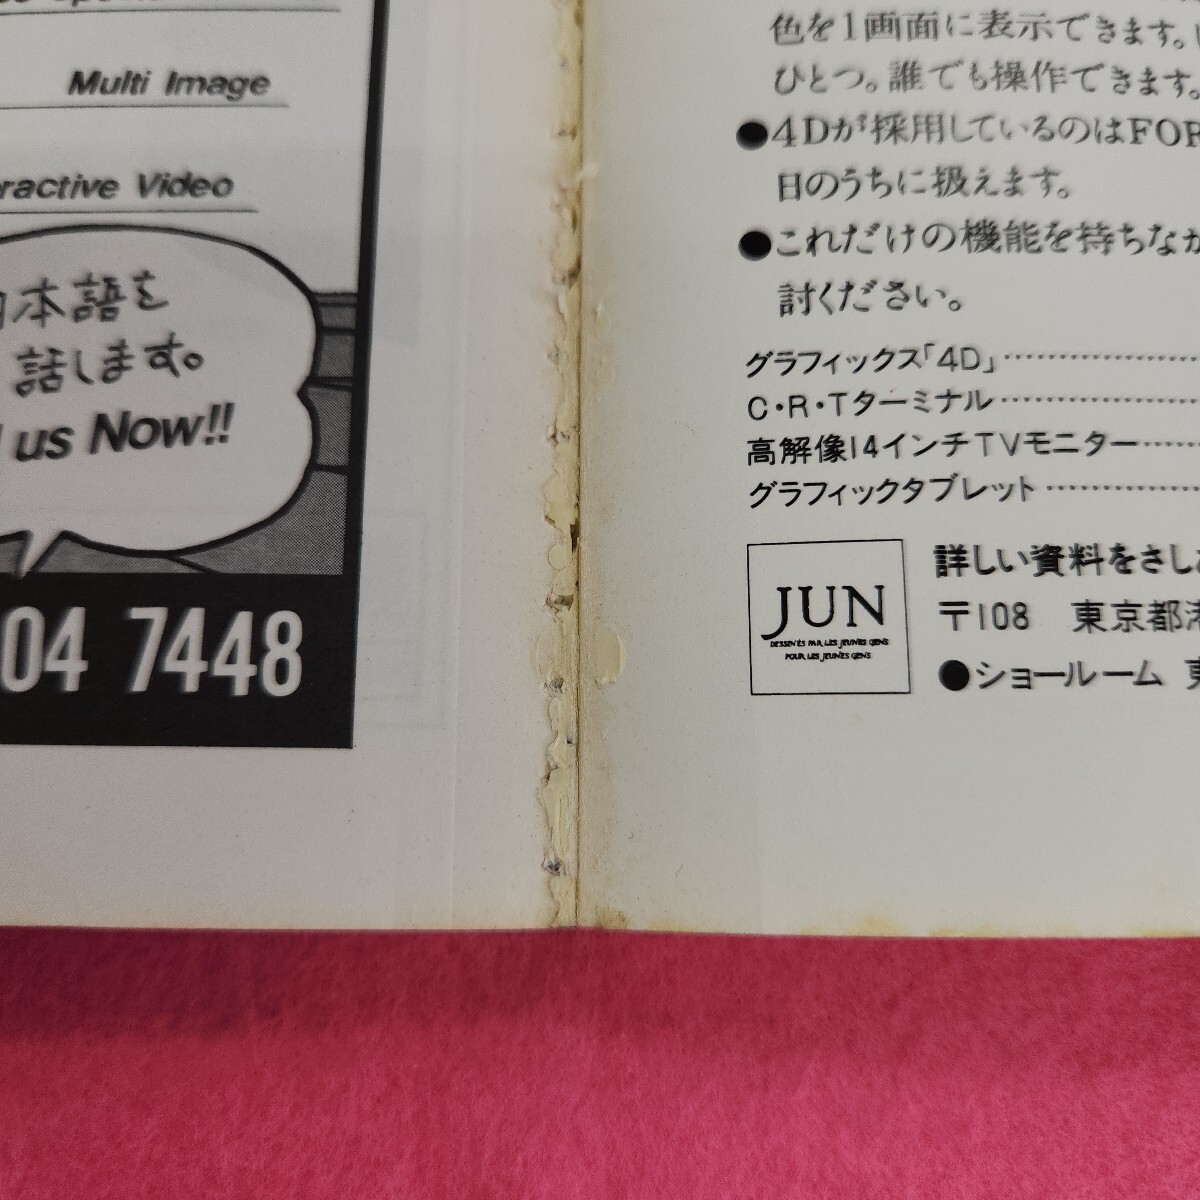 Multi Image
ractive Video
本語を
話します。
us Now!!
04 7448
色を1画面に表示できます。
ひとつ。誰でも操作できます。
●4Dが採用しているのはFOR
日のうちに扱えます。
●これだけの機能を持ちなが
討ください。
グラフィックス「4D」……………………
C・R・Tターミナル……………………
高解像14インチTVモニター………
グラフィックタブレット………………
JUN
DESSINÉS PAR LES JEUNES GENS
POUR LES JEUNES GENS
詳しい資料をさしあ
〒108 東京都港
●ショールーム 東